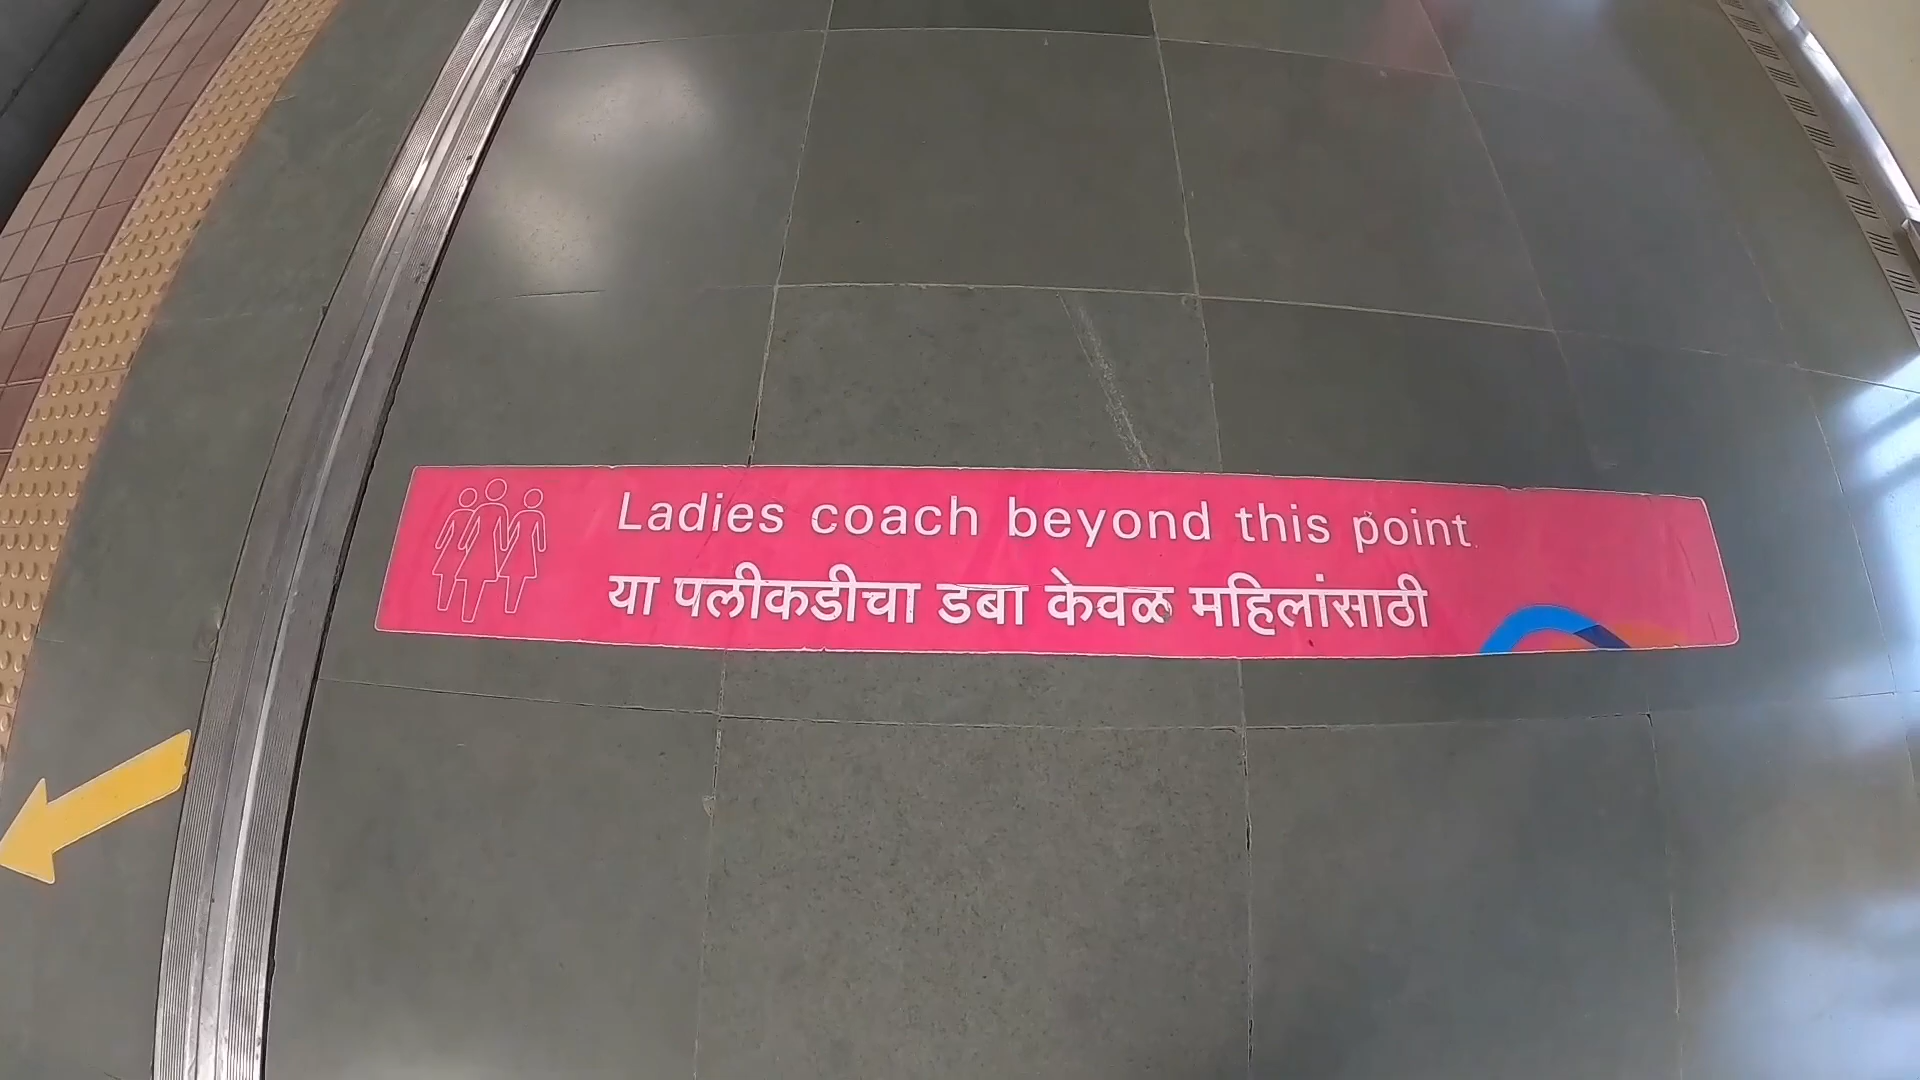 Ladies coach beyond this point
या पलीकडीचा डबा केवळ महिलांसाठी